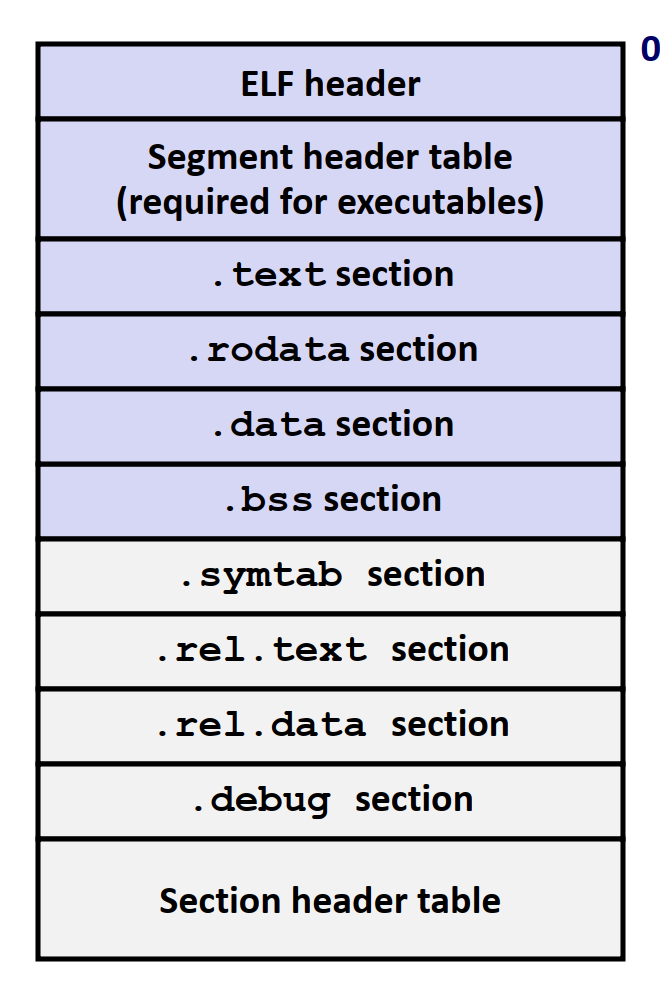 0
ELF header
Segment header table
(required for executables)
.text section
.rodata section
.data section
.bss section
.symtab section
.rel.text section
.rel.data section
.debug section
Section header table